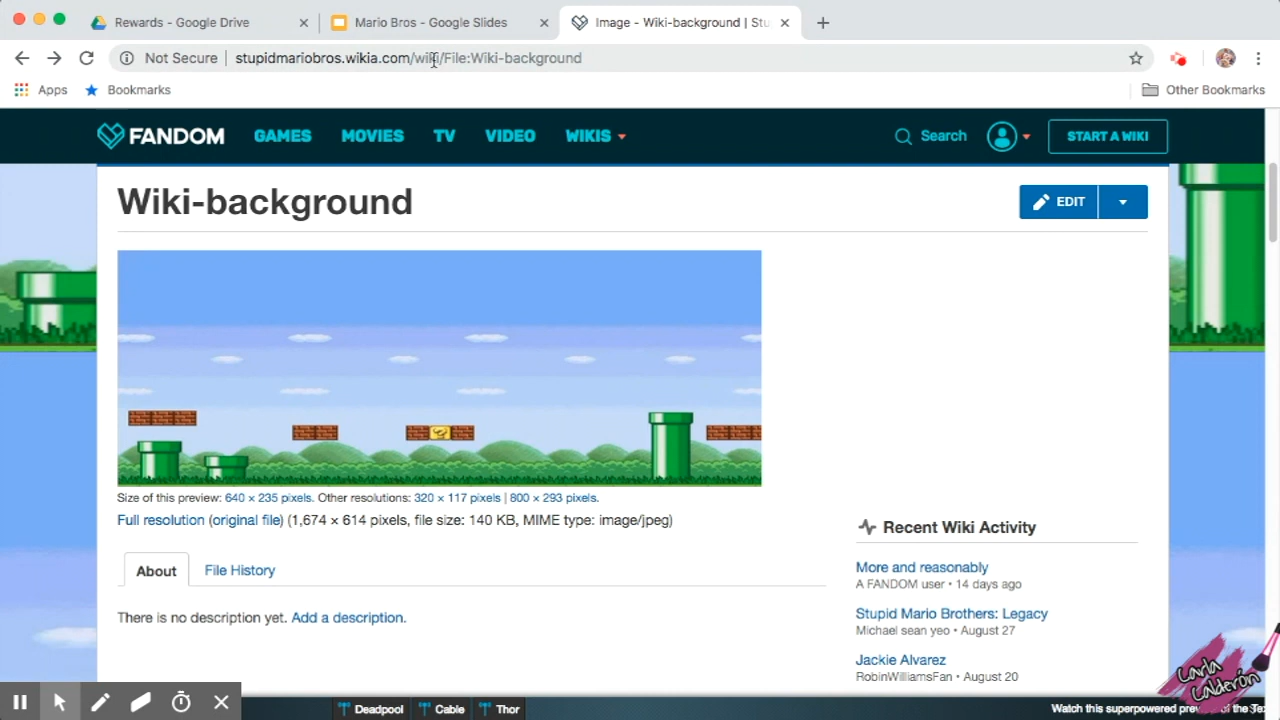 Rewards - Google Drive
Mario Bros - Google Slides
Image - Wiki-background | Stu
Not Secure | stupidmariobros.wikia.com/wiki/File:Wiki-background
Apps Bookmarks Other Bookmarks
FANDOM GAMES MOVIES TV VIDEO WIKIS Search START A WIKI
Wiki-background
EDIT
Size of this preview: 640 × 235 pixels. Other resolutions: 320 × 117 pixels | 800 × 293 pixels.
Full resolution (original file) (1,674 × 614 pixels, file size: 140 KB, MIME type: image/jpeg)
About File History
There is no description yet. Add a description.
Recent Wiki Activity
More and reasonably
A FANDOM user • 14 days ago
Stupid Mario Brothers: Legacy
Michael sean yeo • August 27
Jackie Alvarez
RobinWilliamsFan • August 20
Carla
Calderón
Deadpool Cable Thor
Watch this superpowered of the